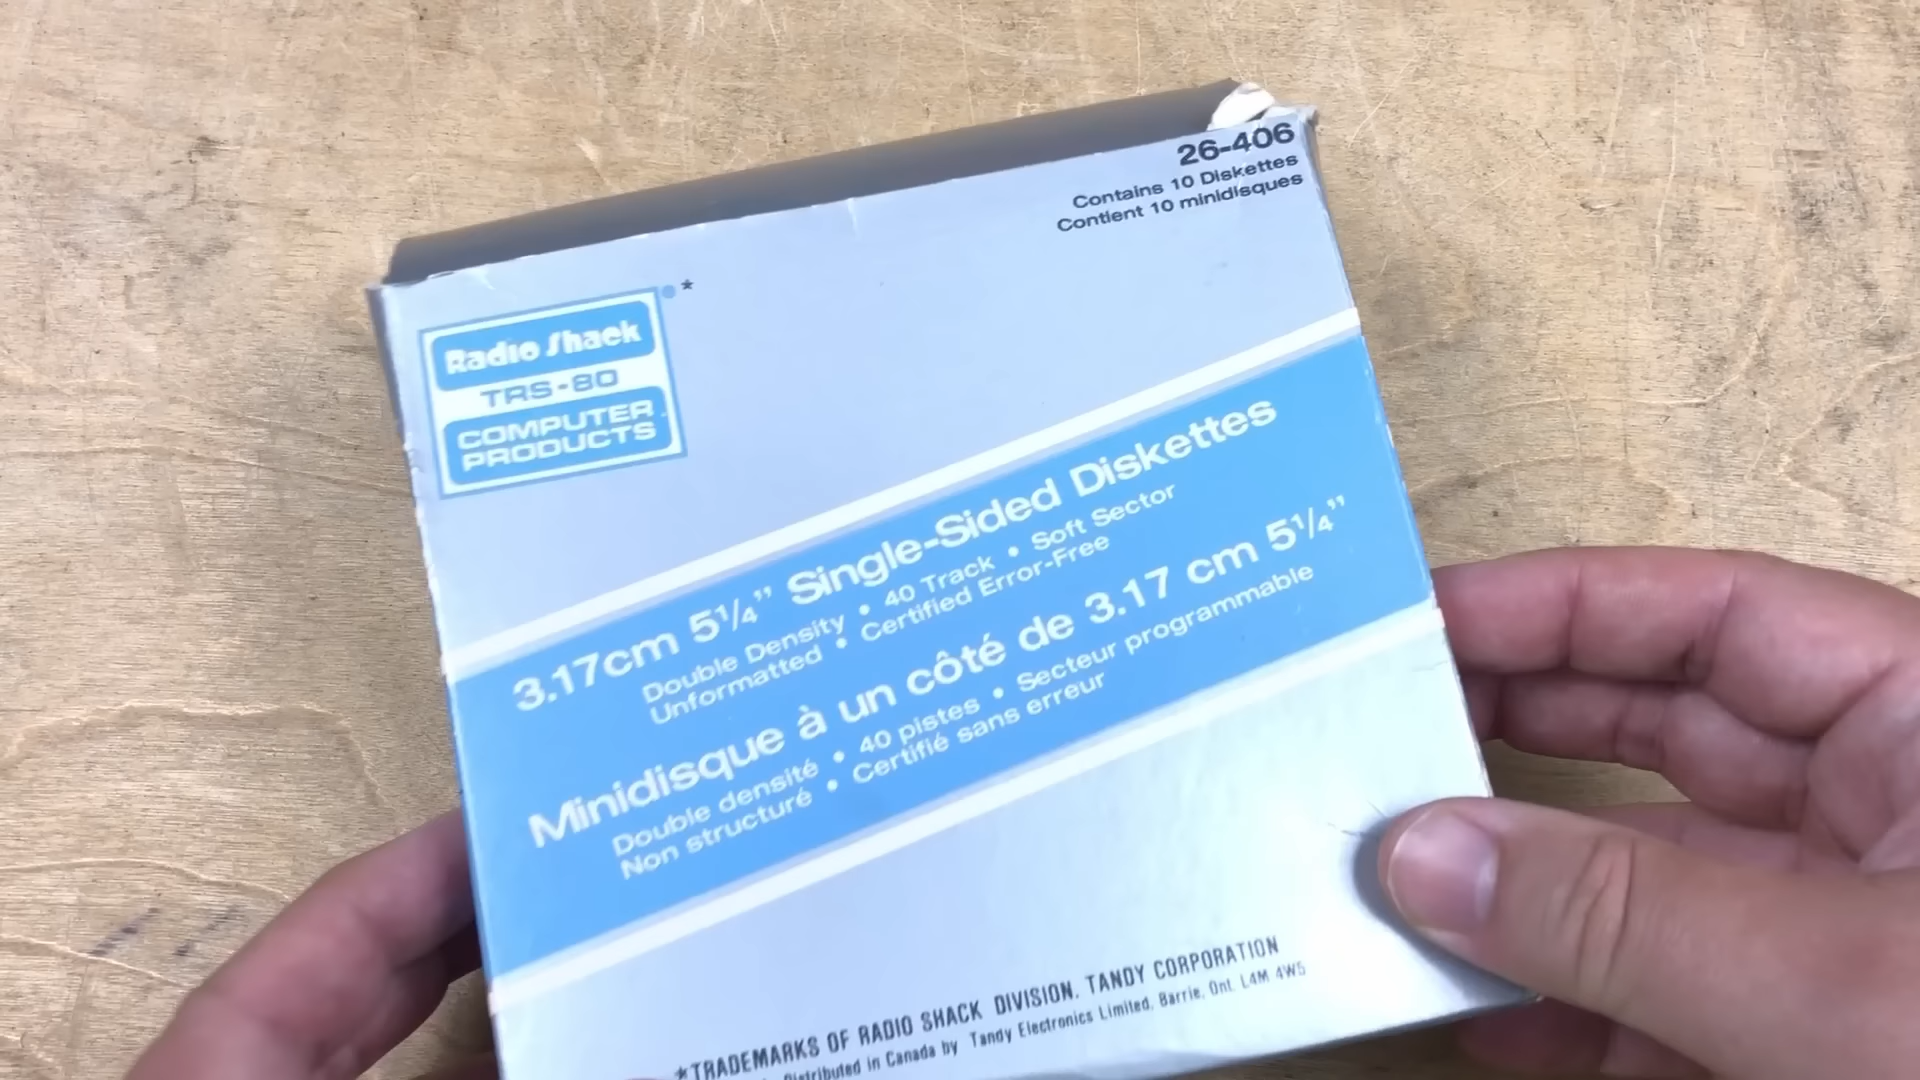 26-406
Contains 10 Diskettes
Contient 10 minidisques
*
Radio Shack
TRS-80
COMPUTER
PRODUCTS
3.17cm 5¼” Single-Sided Diskettes
Double Density • 40 Track • Soft Sector
Unformatted • Certified Error-Free
Minidisque à un côté de 3.17 cm 5¼”
Double densité • 40 pistes • Secteur programmable
Non structuré • Certifié sans erreur
*TRADEMARKS OF RADIO SHACK DIVISION, TANDY CORPORATION
Distributed in Canada by Tandy Electronics Limited, Barrie, Ont. L4M 4W5